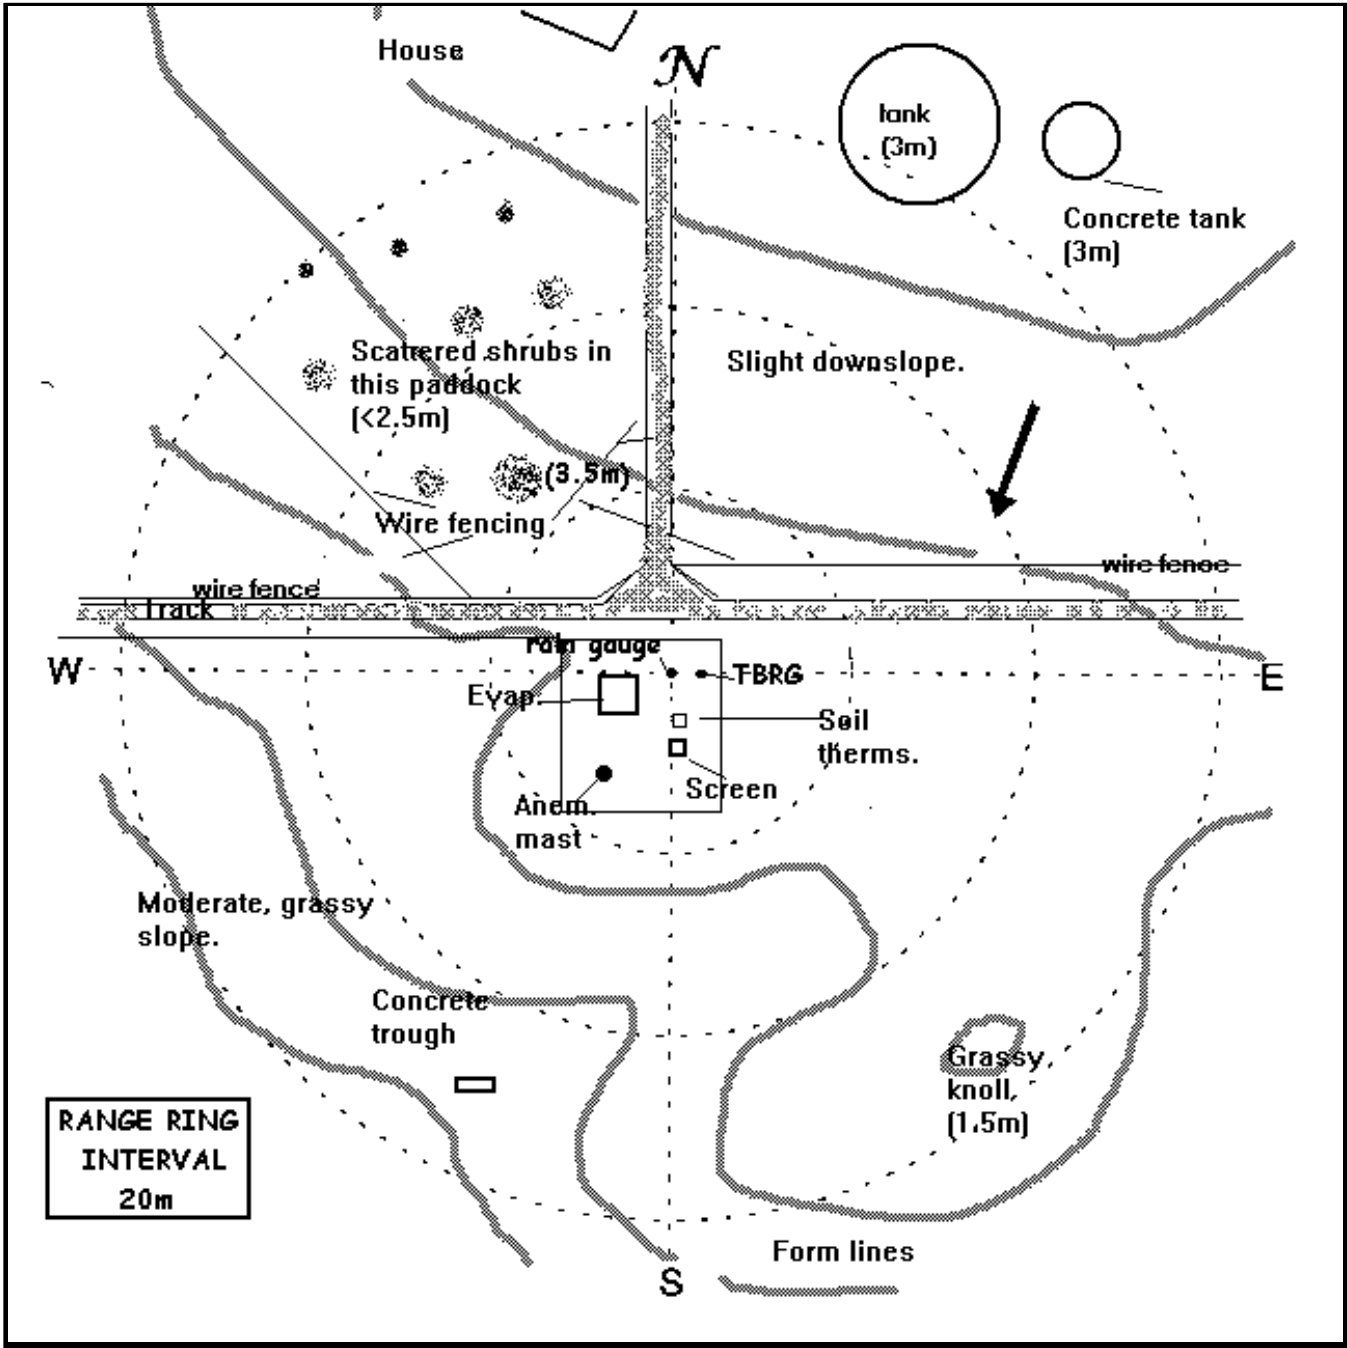 House
N
tank
(3m)
Concrete tank
(3m)
Scattered shrubs in
this paddock
(<2.5m)
Slight downslope.
(3.5m)
Wire fencing
wire fence
wire fence
Track
rain gauge
W
TBRG
E
Evap.
Soil
therms.
Screen
Anem.
mast
Moderate, grassy
slope.
Concrete
trough
Grassy
knoll,
(1.5m)
RANGE RING
INTERVAL
20m
Form lines
S